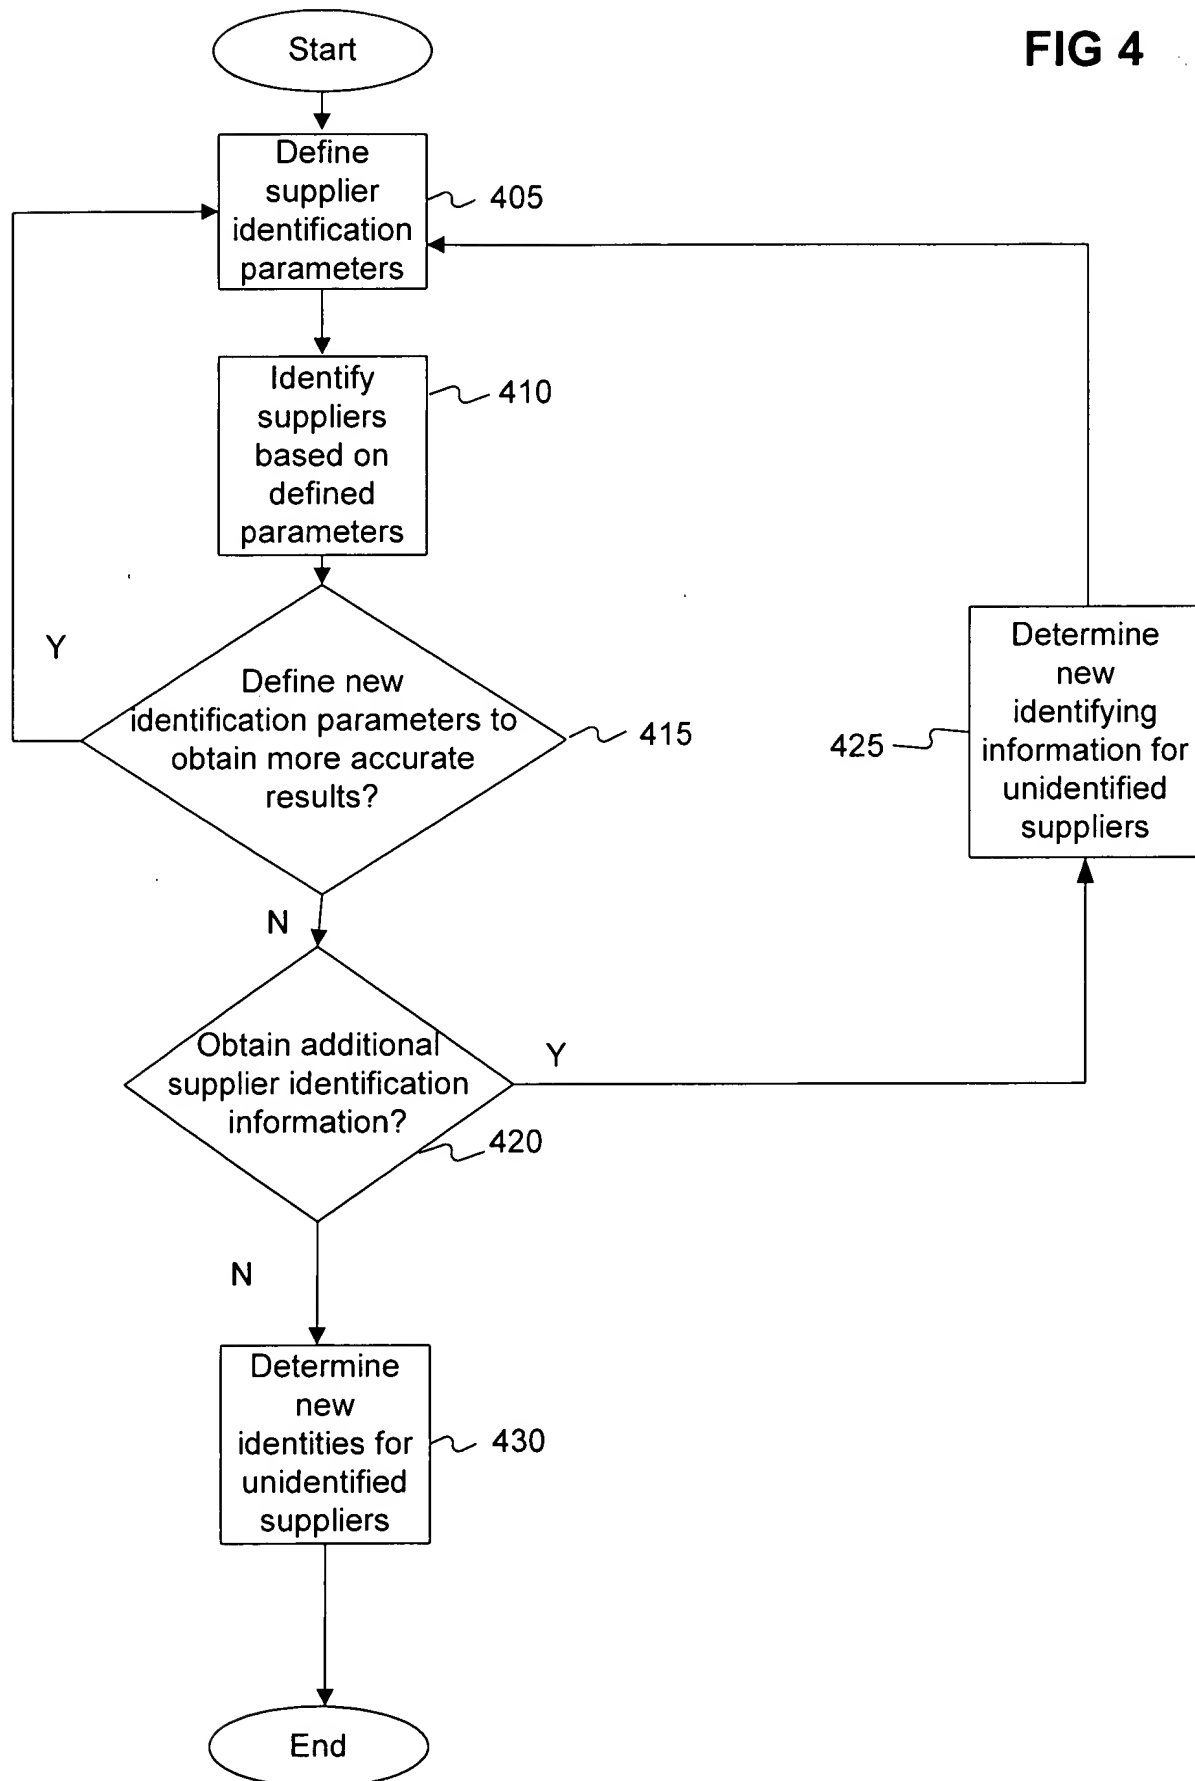 Start
FIG 4
Define
supplier
identification
parameters
405
Identify
suppliers
based on
defined
parameters
410
Y
Define new
identification parameters to
obtain more accurate
results?
415
Determine
new
identifying
information for
unidentified
suppliers
425
N
Obtain additional
supplier identification
information?
Y
420
N
Determine
new
identities for
unidentified
suppliers
430
End